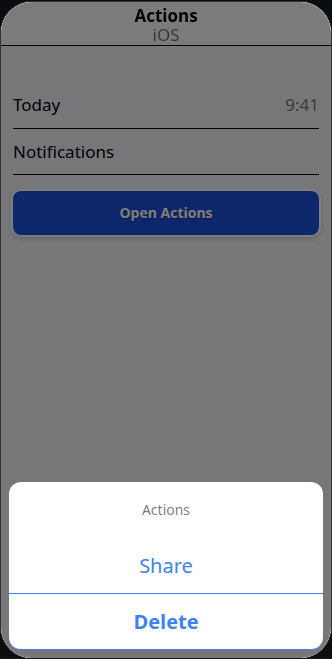 Actions
iOS
Today 9:41
Notifications
Open Actions
Actions
Share
Delete